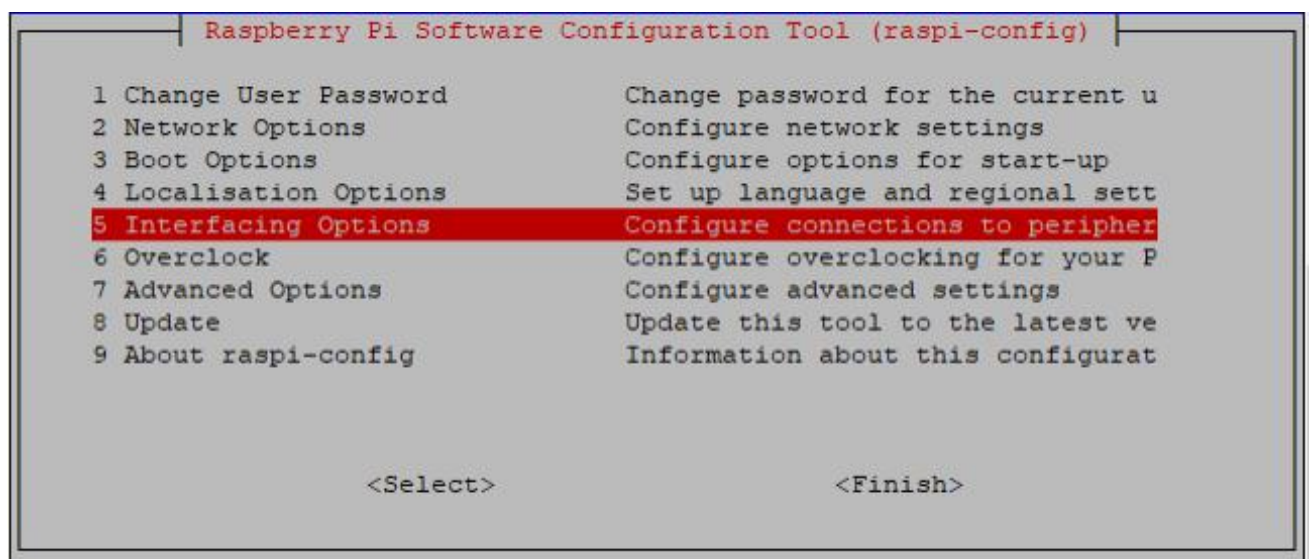 Raspberry Pi Software Configuration Tool (raspi-config)
1 Change User Password Change password for the current u
2 Network Options Configure network settings
3 Boot Options Configure options for start-up
4 Localisation Options Set up language and regional sett
5 Interfacing Options Configure connections to peripher
6 Overclock Configure overclocking for your P
7 Advanced Options Configure advanced settings
8 Update Update this tool to the latest ve
9 About raspi-config Information about this configurat
<Select> <Finish>